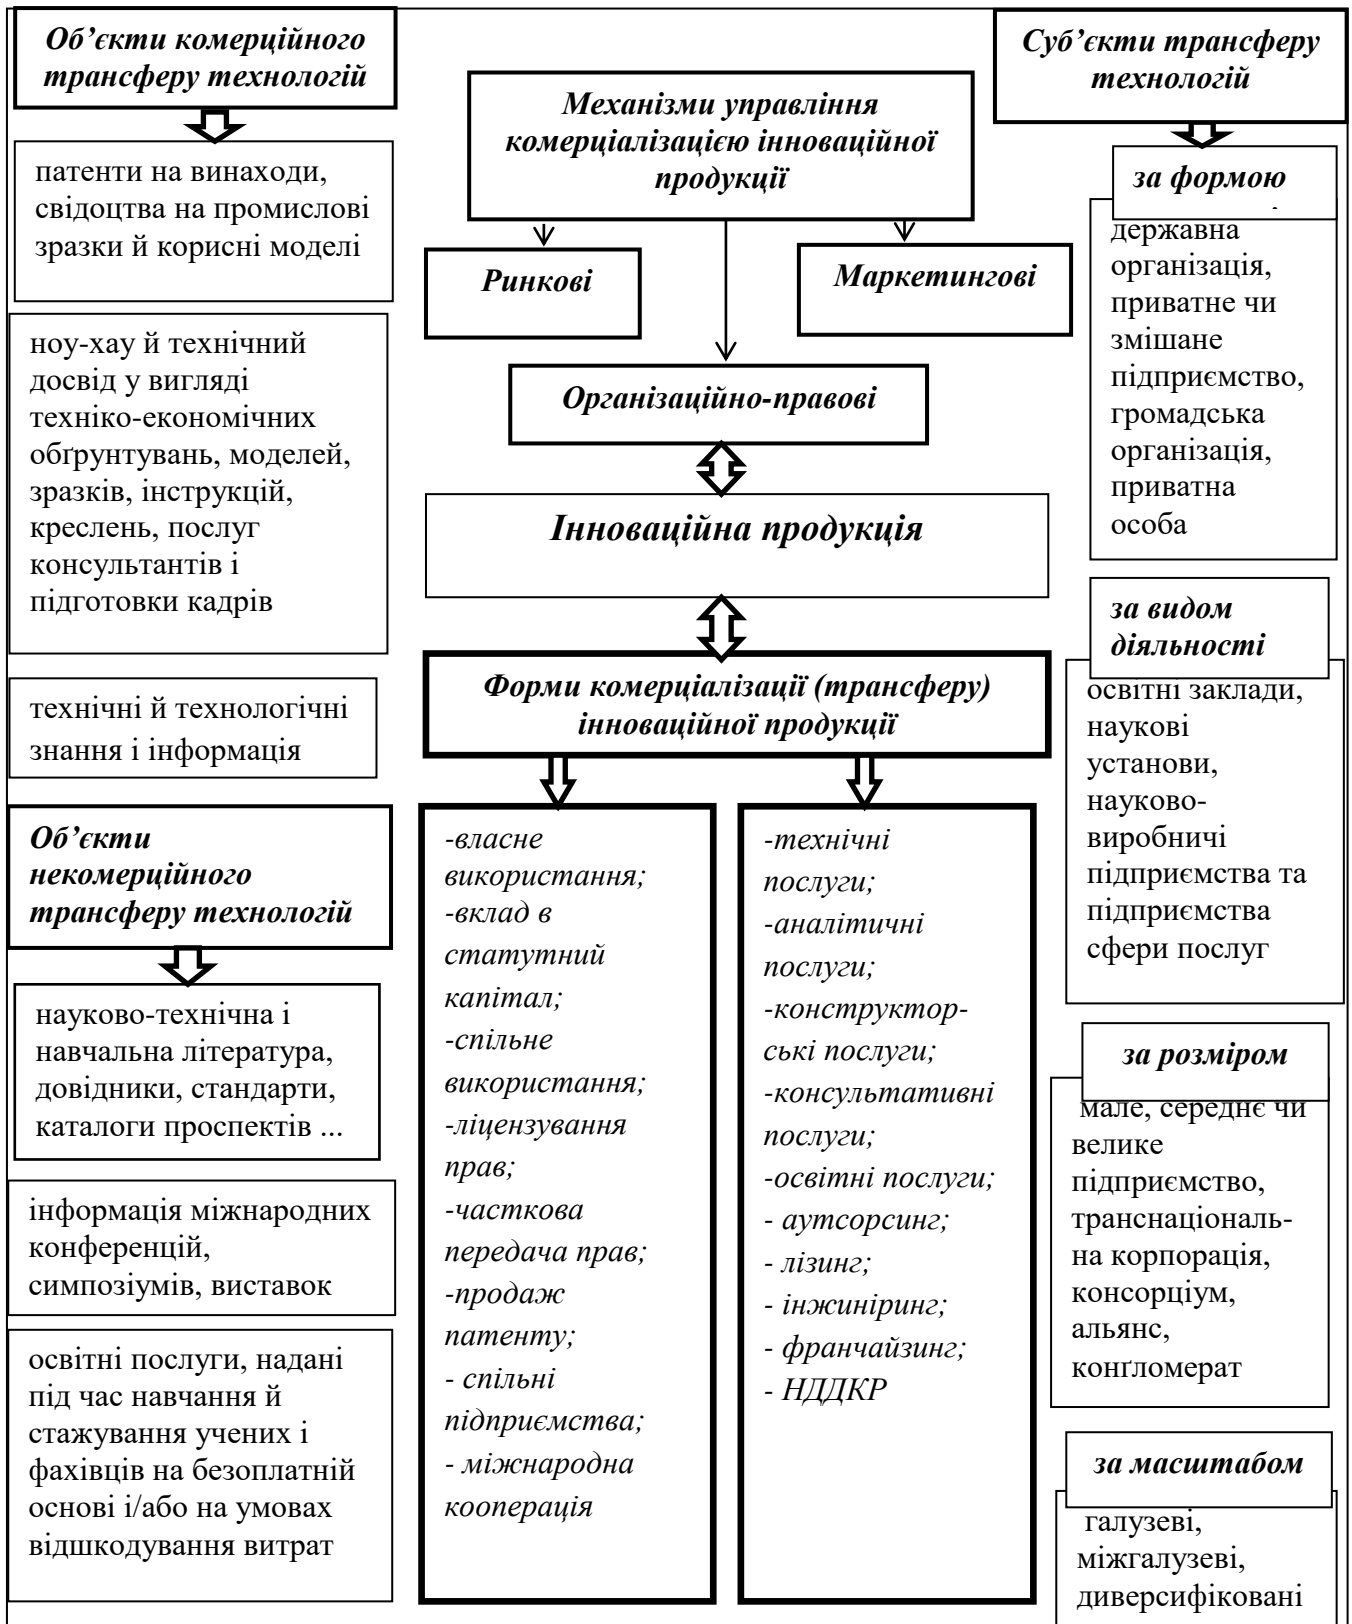 Об’єкти комерційного
трансферу технологій
патенти на винаходи,
свідоцтва на промислові
зразки й корисні моделі
ноу-хау й технічний
досвід у вигляді
техніко-економічних
обґрунтувань, моделей,
зразків, інструкцій,
креслень, послуг
консультантів і
підготовки кадрів
технічні й технологічні
знання і інформація
Об’єкти
некомерційного
трансферу технологій
науково-технічна і
навчальна література,
довідники, стандарти,
каталоги проспектів ...
інформація міжнародних
конференцій,
симпозіумів, виставок
освітні послуги, надані
під час навчання й
стажування учених і
фахівців на безоплатній
основі і/або на умовах
відшкодування витрат
Механізми управління
комерціалізацією інноваційної
продукції
Ринкові
Маркетингові
Організаційно-правові
Інноваційна продукція
Форми комерціалізації (трансферу)
інноваційної продукції
-власне
використання;
-вклад в
статутний
капітал;
-спільне
використання;
-ліцензування
прав;
-часткова
передача прав;
-продаж
патенту;
- спільні
підприємства;
- міжнародна
кооперація
-технічні
послуги;
-аналітичні
послуги;
-конструктор-
ські послуги;
-консультативні
послуги;
-освітні послуги;
- аутсорсинг;
- лізинг;
- інжиніринг;
- франчайзинг;
- НДДКР
Суб’єкти трансферу
технологій
за формою
державна
організація,
приватне чи
змішане
підприємство,
громадська
організація,
приватна
особа
за видом
діяльності
освітні заклади,
наукові
установи,
науково-
виробничі
підприємства та
підприємства
сфери послуг
за розміром
мале, середнє чи
велике
підприємство,
транснаціональ-
на корпорація,
консорціум,
альянс,
конґломерат
за масштабом
галузеві,
міжгалузеві,
диверсифіковані